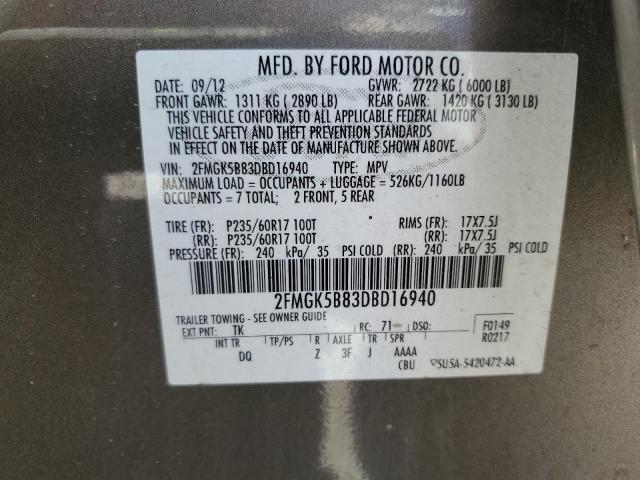 MFD. BY FORD MOTOR CO.
DATE: 09/12 GVWR: 2722 KG ( 6000 LB)
FRONT GAWR: 1311 KG ( 2890 LB) REAR GAWR: 1420 KG ( 3130 LB)
THIS VEHICLE CONFORMS TO ALL APPLICABLE FEDERAL MOTOR
VEHICLE SAFETY AND THEFT PREVENTION STANDARDS
IN EFFECT ON THE DATE OF MANUFACTURE SHOWN ABOVE.
VIN: 2FMGK5B83DBD16940 TYPE: MPV
MAXIMUM LOAD = OCCUPANTS + LUGGAGE = 526KG/1160LB
OCCUPANTS = 7 TOTAL; 2 FRONT, 5 REAR
TIRE (FR): P235/60R17 100T RIMS (FR): 17X7.5J
(RR): P235/60R17 100T (RR): 17X7.5J
PRESSURE (FR): 240 kPa/ 35 PSI COLD (RR): 240 kPa/ 35 PSI COLD
2FMGK5B83DBD16940
TRAILER TOWING - SEE OWNER GUIDE
EXT PNT: TK RC: 71 DSO: F0149
INT TR TP/PS R AXLE TR SPR R0217
DQ Z 3F J AAAA
CBU 5U5A-5420472-AA